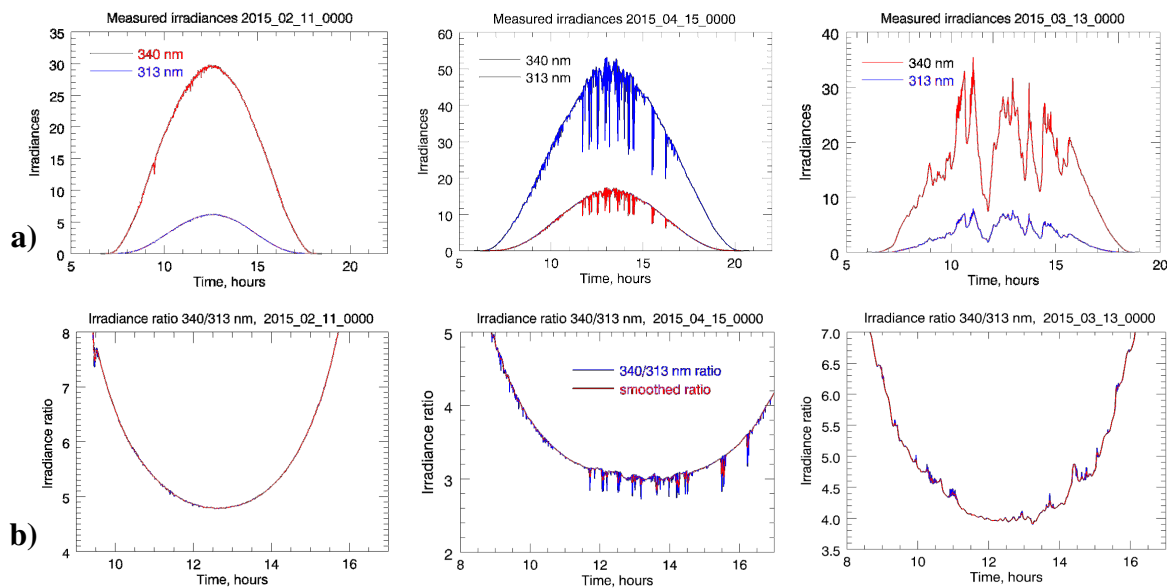 Measured irradiances 2015_02_11_0000
35
30
25
20
15
10
5
0
Irradiances
340 nm
313 nm
5
10
15
20
Time, hours
Measured irradiances 2015_04_15_0000
60
50
40
30
20
10
0
Irradiances
340 nm
313 nm
5
10
15
20
Time, hours
Measured irradiances 2015_03_13_0000
40
30
20
10
0
Irradiances
340 nm
313 nm
5
10
15
20
Time, hours
a)
Irradiance ratio 340/313 nm, 2015_02_11_0000
8
7
6
5
4
Irradiance ratio
10
12
14
16
Time, hours
Irradiance ratio 340/313 nm, 2015_04_15_0000
5
4
3
2
Irradiance ratio
340/313 nm ratio
smoothed ratio
8
10
12
14
16
Time, hours
Irradiance ratio 340/313 nm, 2015_03_13_0000
7.0
6.5
6.0
5.5
5.0
4.5
4.0
3.5
Irradiance ratio
8
10
12
14
16
Time, hours
b)